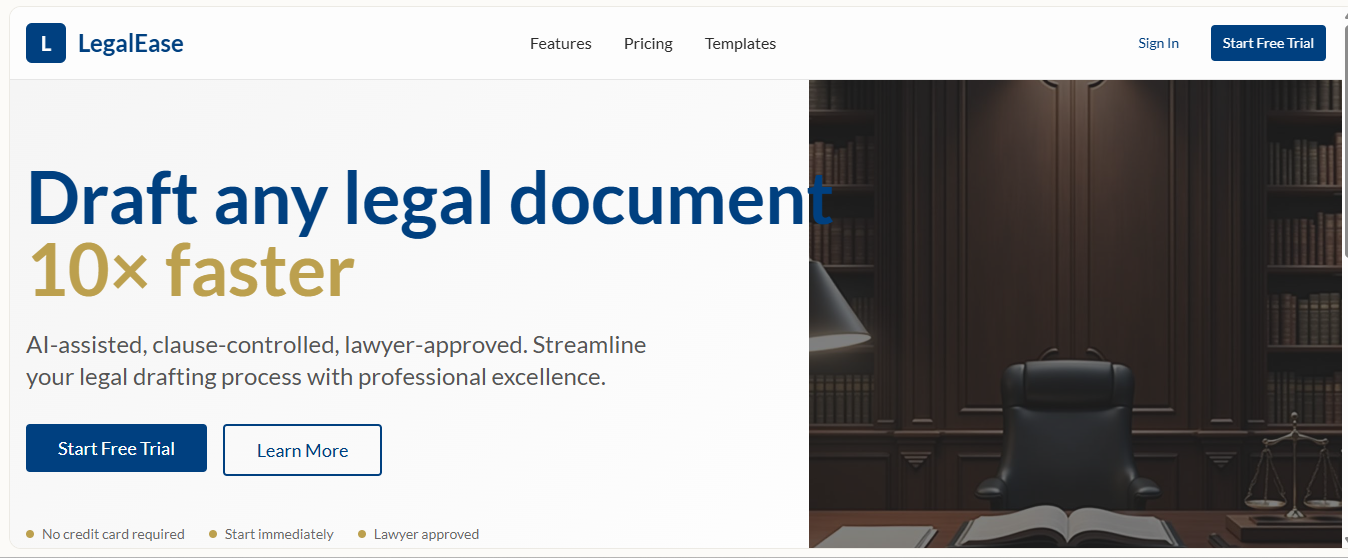 L LegalEase
Features Pricing Templates
Sign In
Start Free Trial
Draft any legal document
10× faster
AI-assisted, clause-controlled, lawyer-approved. Streamline
your legal drafting process with professional excellence.
Start Free Trial
Learn More
No credit card required
Start immediately
Lawyer approved